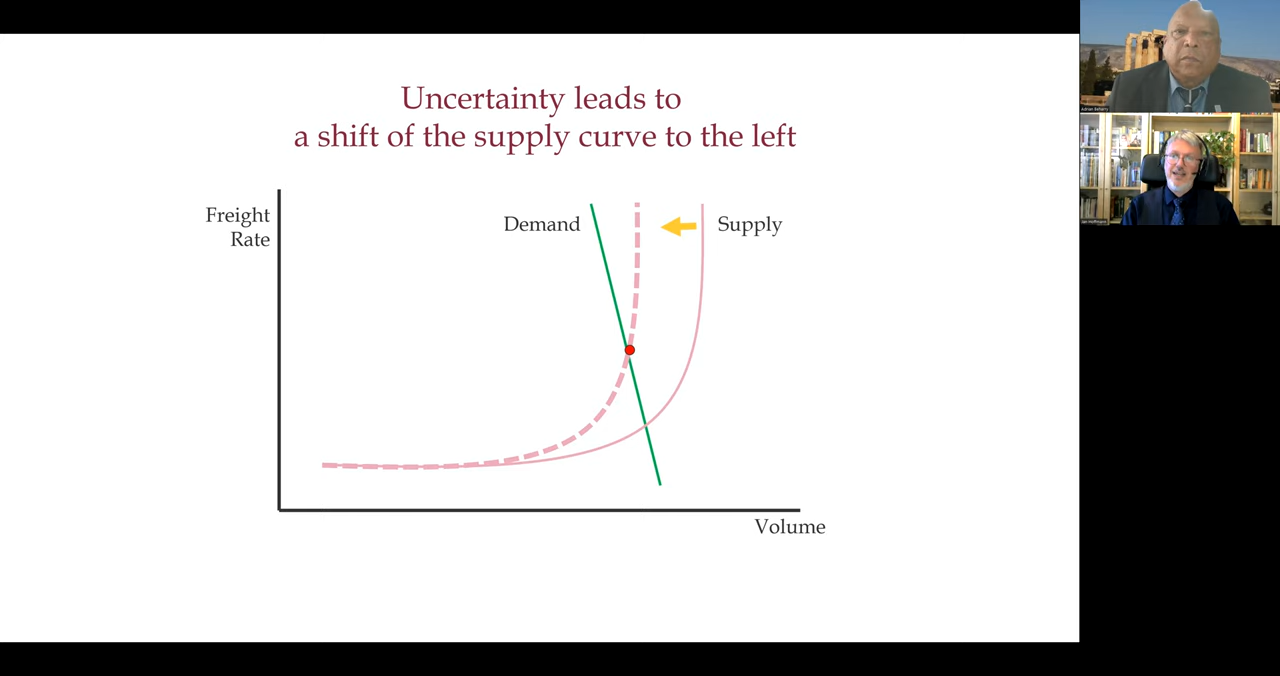 Uncertainty leads to
a shift of the supply curve to the left
Freight
Rate
Demand
Supply
Volume